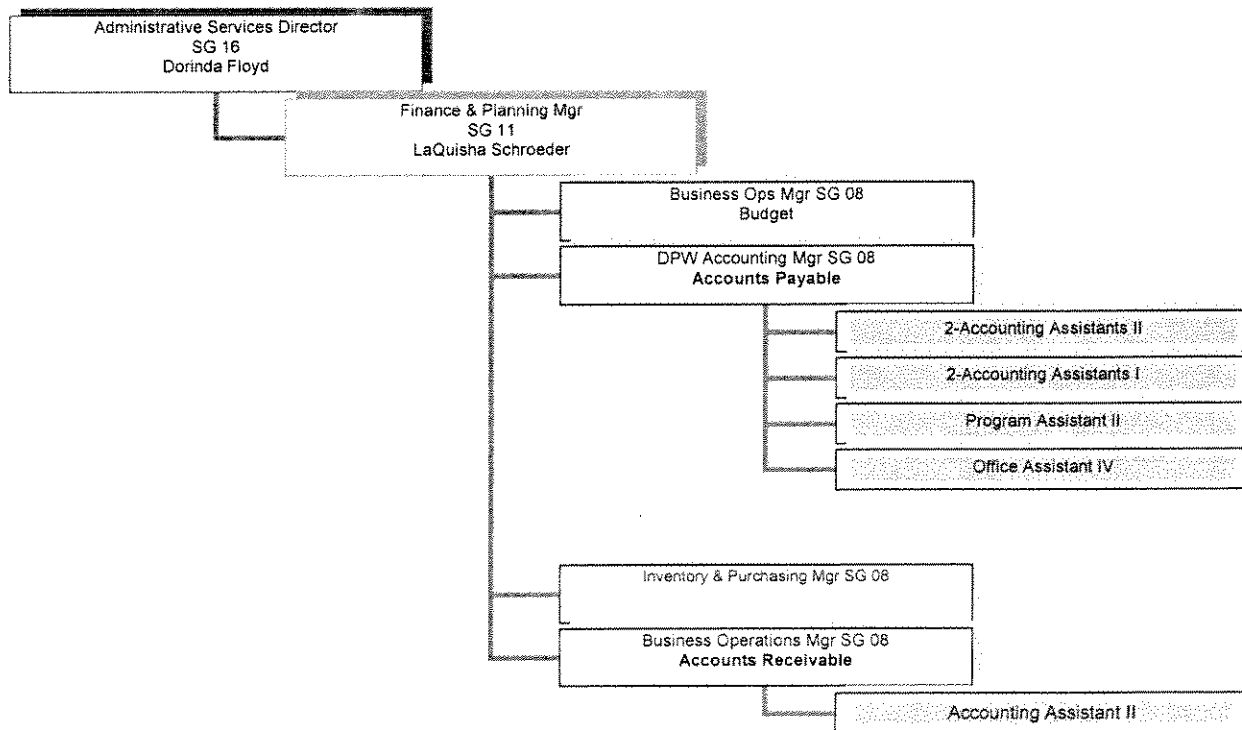 Administrative Services Director
SG 16
Dorinda Floyd
Finance & Planning Mgr
SG 11
LaQuisha Schroeder
Business Ops Mgr SG 08
Budget
DPW Accounting Mgr SG 08
Accounts Payable
2-Accounting Assistants II
2-Accounting Assistants I
Program Assistant II
Office Assistant IV
Inventory & Purchasing Mgr SG 08
Business Operations Mgr SG 08
Accounts Receivable
Accounting Assistant II